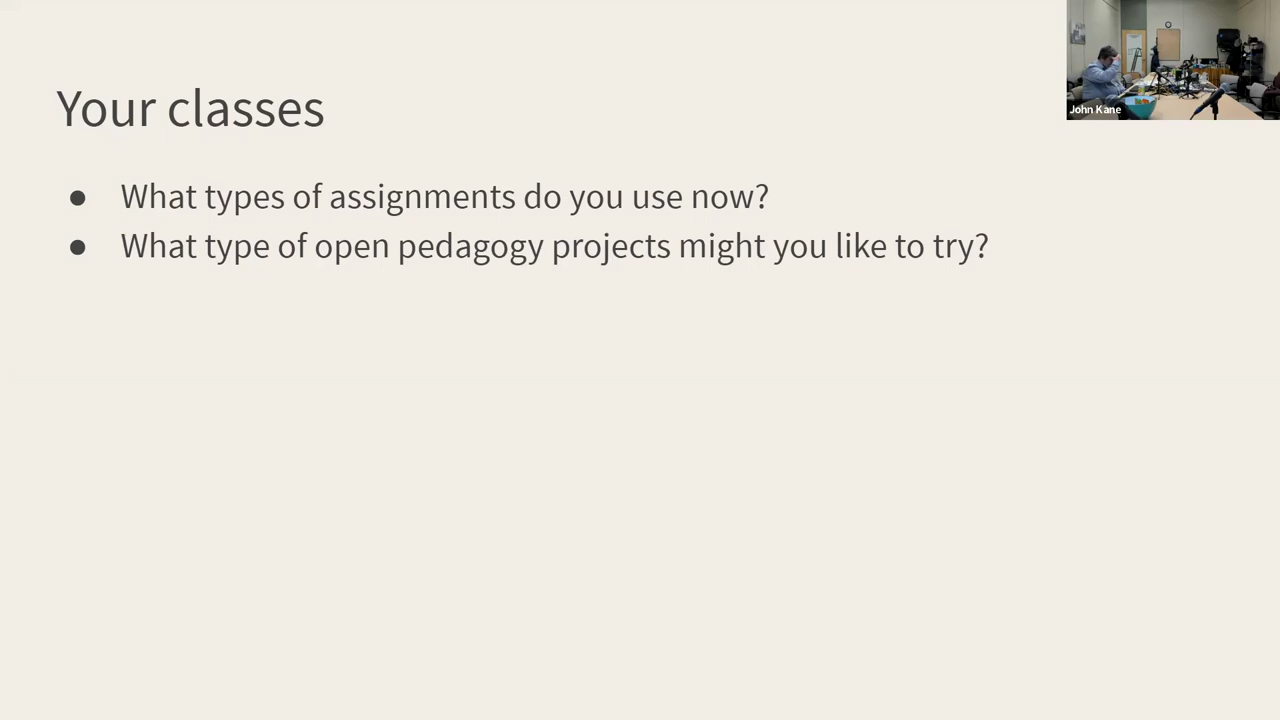 Your classes
● What types of assignments do you use now?
● What type of open pedagogy projects might you like to try?
John Kane